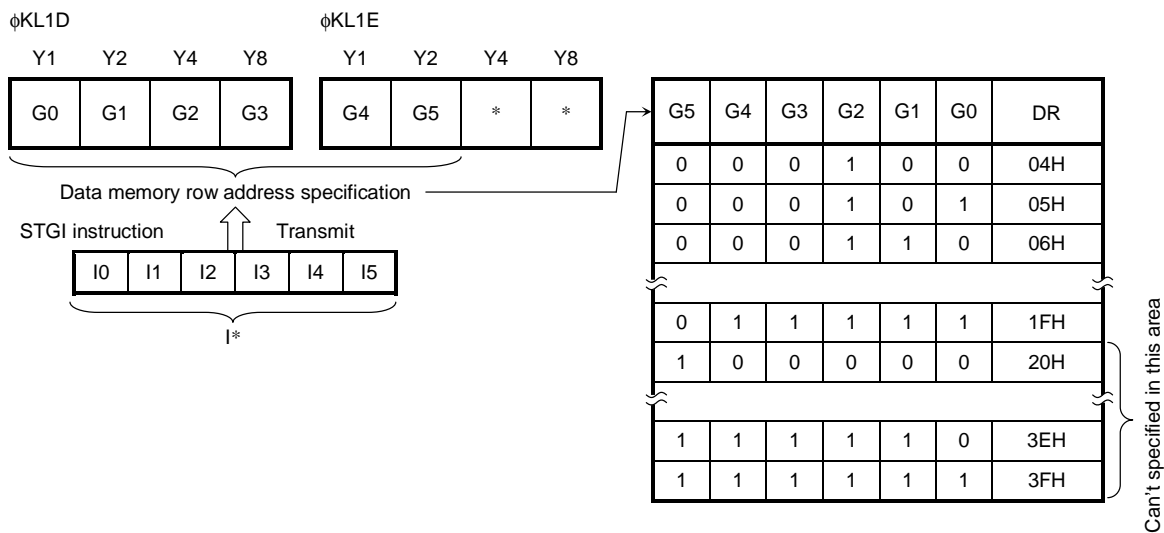 ϕKL1D
Y1 Y2 Y4 Y8
G0 G1 G2 G3
ϕKL1E
Y1 Y2 Y4 Y8
G4 G5 * *
Data memory row address specification
STGI instruction
Transmit
I0 I1 I2 I3 I4 I5
I*
G5 G4 G3 G2 G1 G0 DR
0 0 0 1 0 0 04H
0 0 0 1 0 1 05H
0 0 0 1 1 0 06H
0 1 1 1 1 1 1FH
1 0 0 0 0 0 20H
1 1 1 1 1 0 3EH
1 1 1 1 1 1 3FH
Can't specified in this area